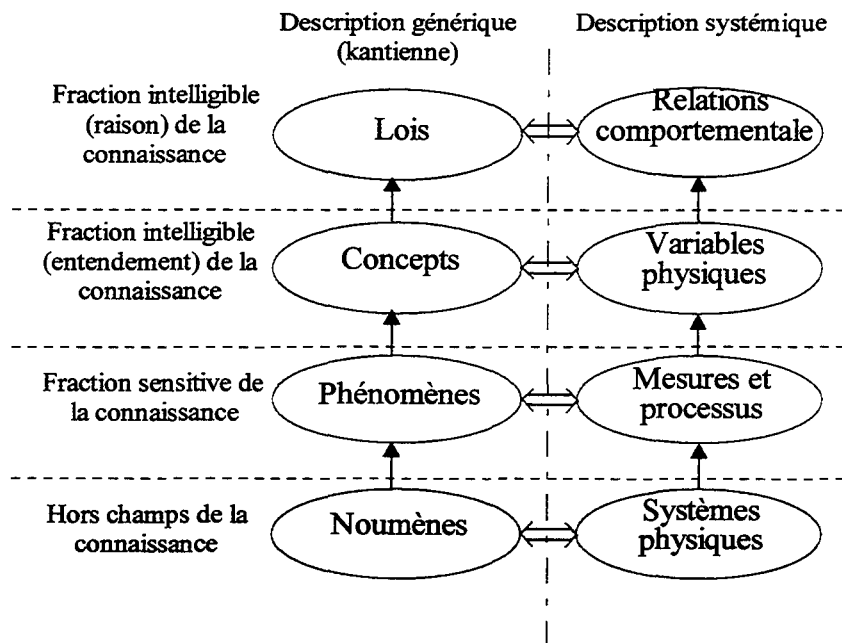 Description générique
(kantienne)
Description systémique
Fraction intelligible
(raison) de la
connaissance
Lois
Relations
comportementale
Fraction intelligible
(entendement) de la
connaissance
Concepts
Variables
physiques
Fraction sensitive de
la connaissance
Phénomènes
Mesures et
processus
Hors champs de la
connaissance
Noumènes
Systèmes
physiques